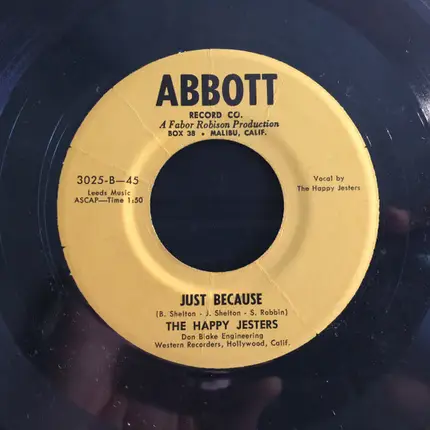 ABBOTT
RECORD CO.
A Fabor Robison Production
BOX 38 • MALIBU, CALIF.
3025-B—45
Leeds Music
ASCAP—Time 1:50
Vocal by
The Happy Jesters
JUST BECAUSE
(B. Shelton - J. Shelton - S. Robbin)
THE HAPPY JESTERS
Don Blake Engineering
Western Recorders, Hollywood, Calif.